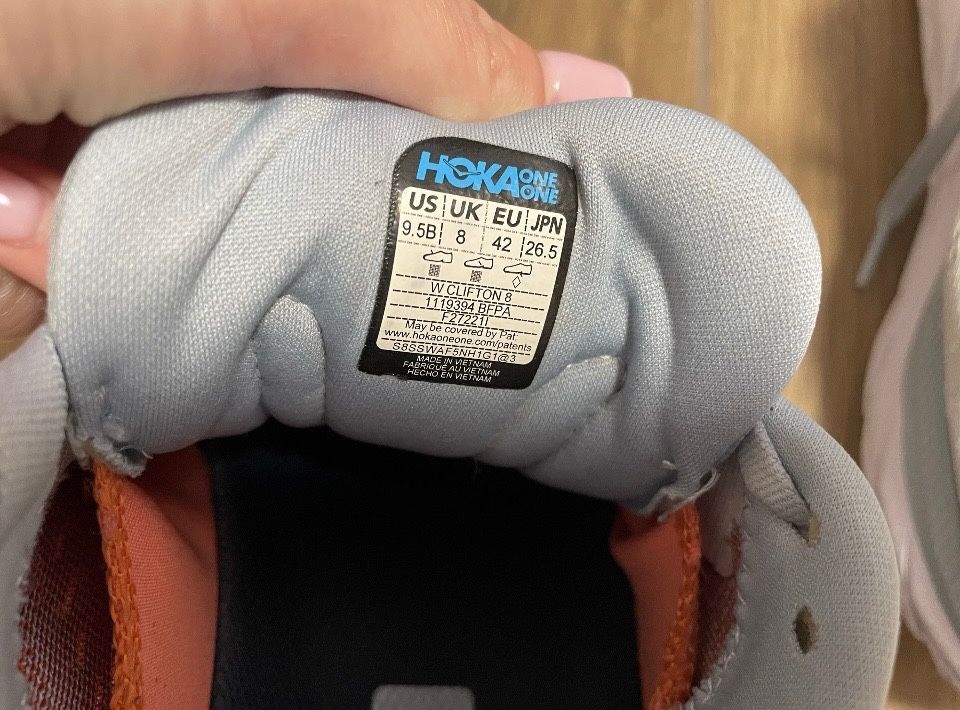 HOKA ONE ONE
US UK EU JPN
9.5B 8 42 26.5
W CLIFTON 8
1119394 BFPA
F27221I
May be covered by Pat:
www.hokaoneone.com/patents
S8SSWAF5NH1G1@3
MADE IN VIETNAM
FABRIQUÉ AU VIETNAM
HECHO EN VIETNAM